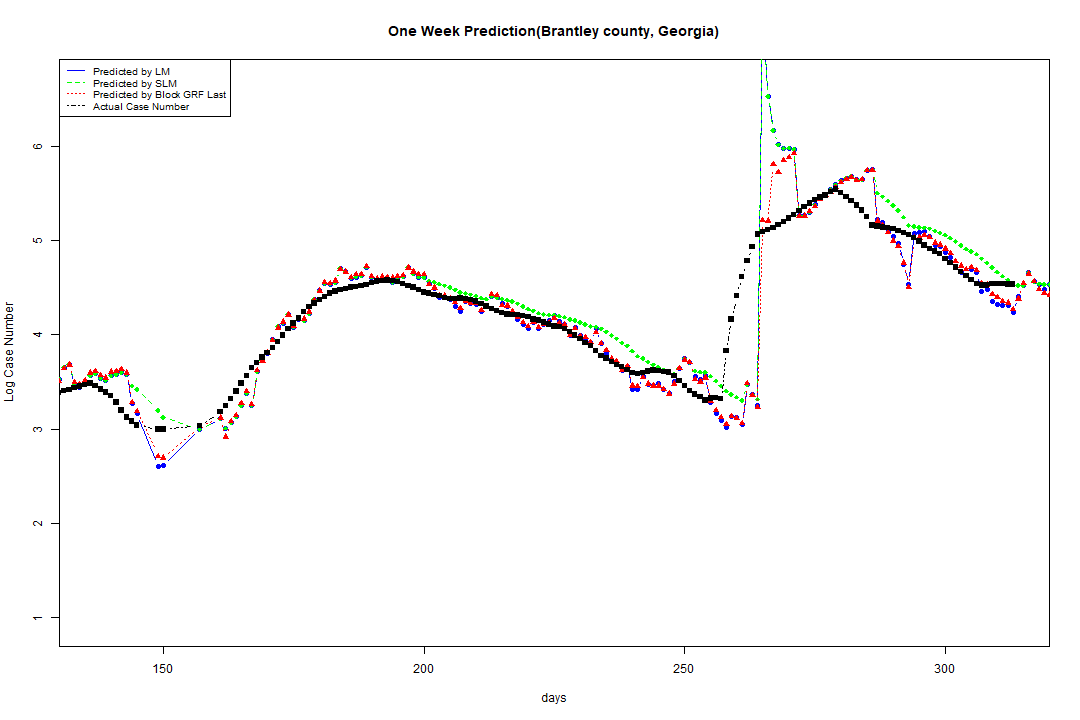 One Week Prediction(Brantley county, Georgia)
Predicted by LM
Predicted by SLM
Predicted by Block GRF Last
Actual Case Number
6
5
4
3
2
1
Log Case Number
150
200
250
300
days